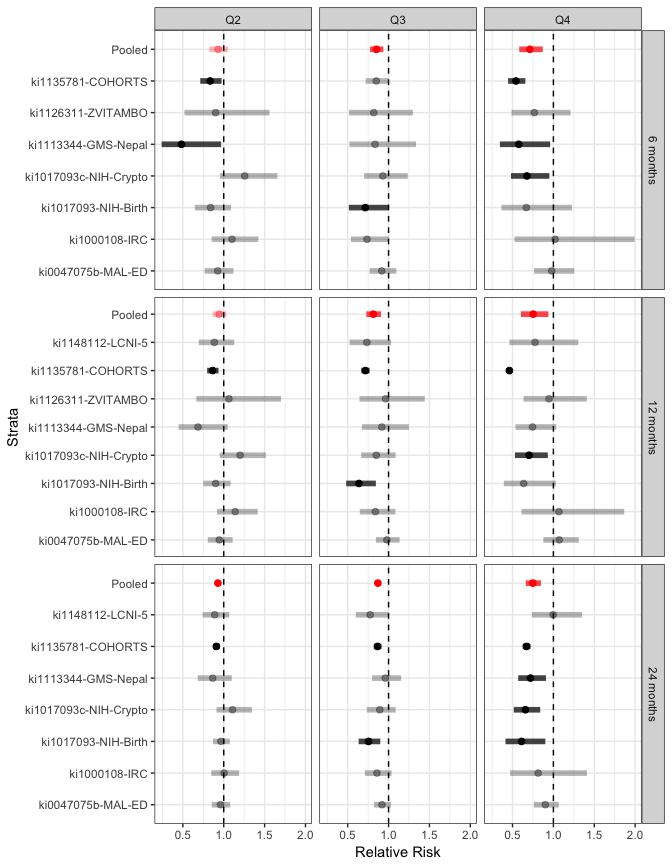 Q2 Q3 Q4
Pooled
ki1135781-COHORTS
ki1126311-ZVITAMBO
ki1113344-GMS-Nepal
ki1017093c-NIH-Crypto
ki1017093-NIH-Birth
ki1000108-IRC
ki0047075b-MAL-ED
6 months
Pooled
ki1148112-LCNI-5
ki1135781-COHORTS
ki1126311-ZVITAMBO
ki1113344-GMS-Nepal
ki1017093c-NIH-Crypto
ki1017093-NIH-Birth
ki1000108-IRC
ki0047075b-MAL-ED
12 months
Strata
Pooled
ki1148112-LCNI-5
ki1135781-COHORTS
ki1113344-GMS-Nepal
ki1017093c-NIH-Crypto
ki1017093-NIH-Birth
ki1000108-IRC
ki0047075b-MAL-ED
24 months
0.5 1.0 1.5 2.0 0.5 1.0 1.5 2.0 0.5 1.0 1.5 2.0
Relative Risk